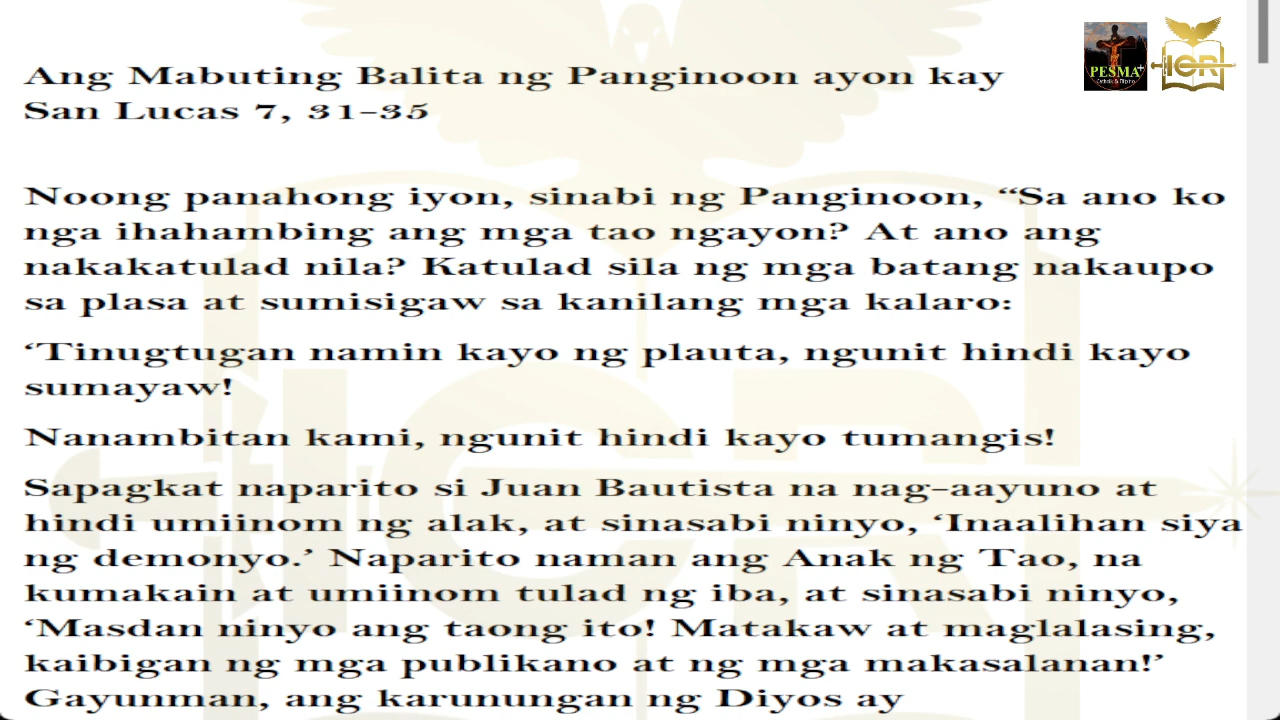 Ang Mabuting Balita ng Panginoon ayon kay
San Lucas 7, 31-35
PESMA
ICR
Noong panahong iyon, sinabi ng Panginoon, “Sa ano ko
nga ihahambing ang mga tao ngayon? At ano ang
nakakatulad nila? Katulad sila ng mga batang nakaupo
sa plasa at sumisigaw sa kanilang mga kalaro:
‘Tinugtugan namin kayo ng plauta, ngunit hindi kayo
sumayaw!
Nanambitan kami, ngunit hindi kayo tumangis!
Sapagkat naparito si Juan Bautista na nag-aayuno at
hindi umiinom ng alak, at sinasabi ninyo, ‘Inaalihan siya
ng demonyo.’ Naparito naman ang Anak ng Tao, na
kumakain at umiinom tulad ng iba, at sinasabi ninyo,
‘Masdan ninyo ang taong ito! Matakaw at maglalasing,
kaibigan ng mga publikano at ng mga makasalanan!’
Gayunman, ang karunungan ng Diyos ay
ICR